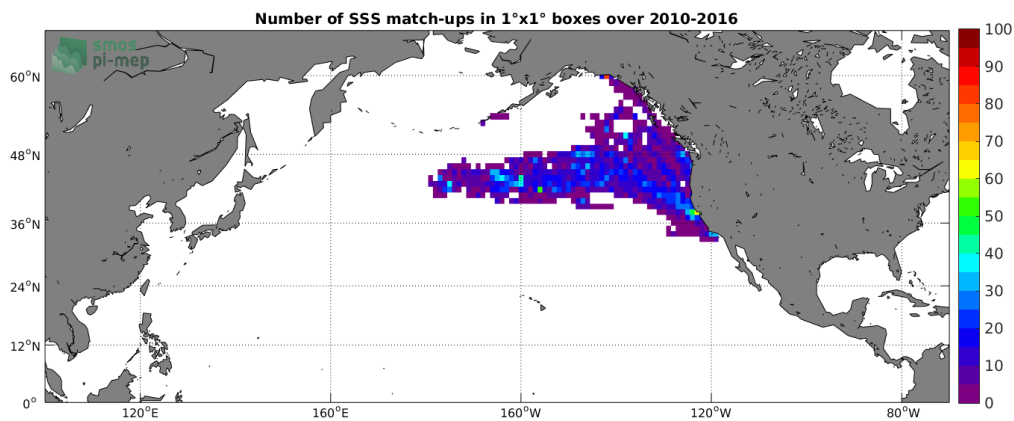 Number of SSS match-ups in 1°x1° boxes over 2010-2016
smos
pi-mep
60°N
48°N
36°N
24°N
12°N
0°
120°E
160°E
160°W
120°W
80°W
100
90
80
70
60
50
40
30
20
10
0